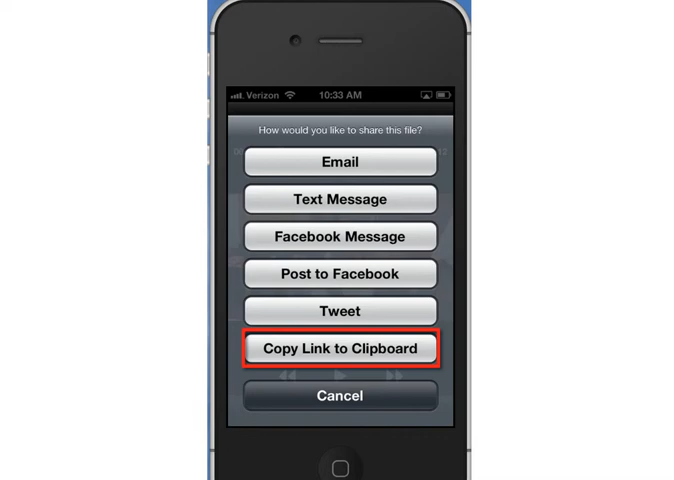 Verizon 10:33 AM
How would you like to share this file?
Email
Text Message
Facebook Message
Post to Facebook
Tweet
Copy Link to Clipboard
Cancel